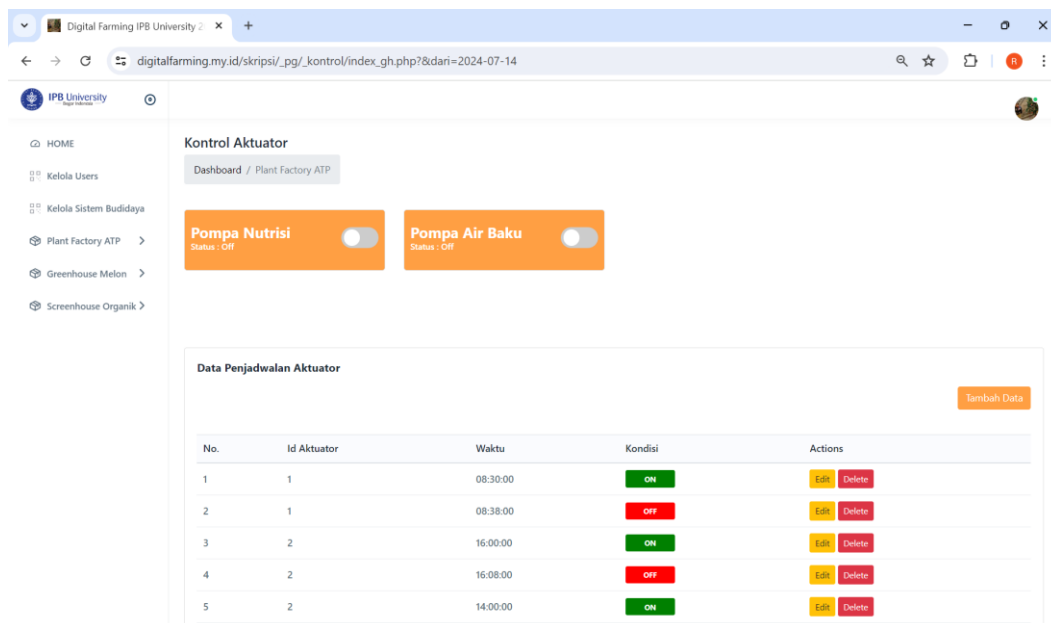 Digital Farming IPB University 2
digitalfarming.my.id/skripsi/_pg/_kontrol/index_gh.php?&dari=2024-07-14
R
IPB University
HOME
Kelola Users
Kelola Sistem Budidaya
Plant Factory ATP
Greenhouse Melon
Screenhouse Organik
Kontrol Aktuator
Dashboard / Plant Factory ATP
Pompa Nutrisi
Status : Off
Pompa Air Baku
Status : Off
Data Penjadwalan Aktuator
Tambah Data
No. Id Aktuator Waktu Kondisi Actions
1 1 08:30:00 ON Edit Delete
2 1 08:38:00 OFF Edit Delete
3 2 16:00:00 ON Edit Delete
4 2 16:08:00 OFF Edit Delete
5 2 14:00:00 ON Edit Delete